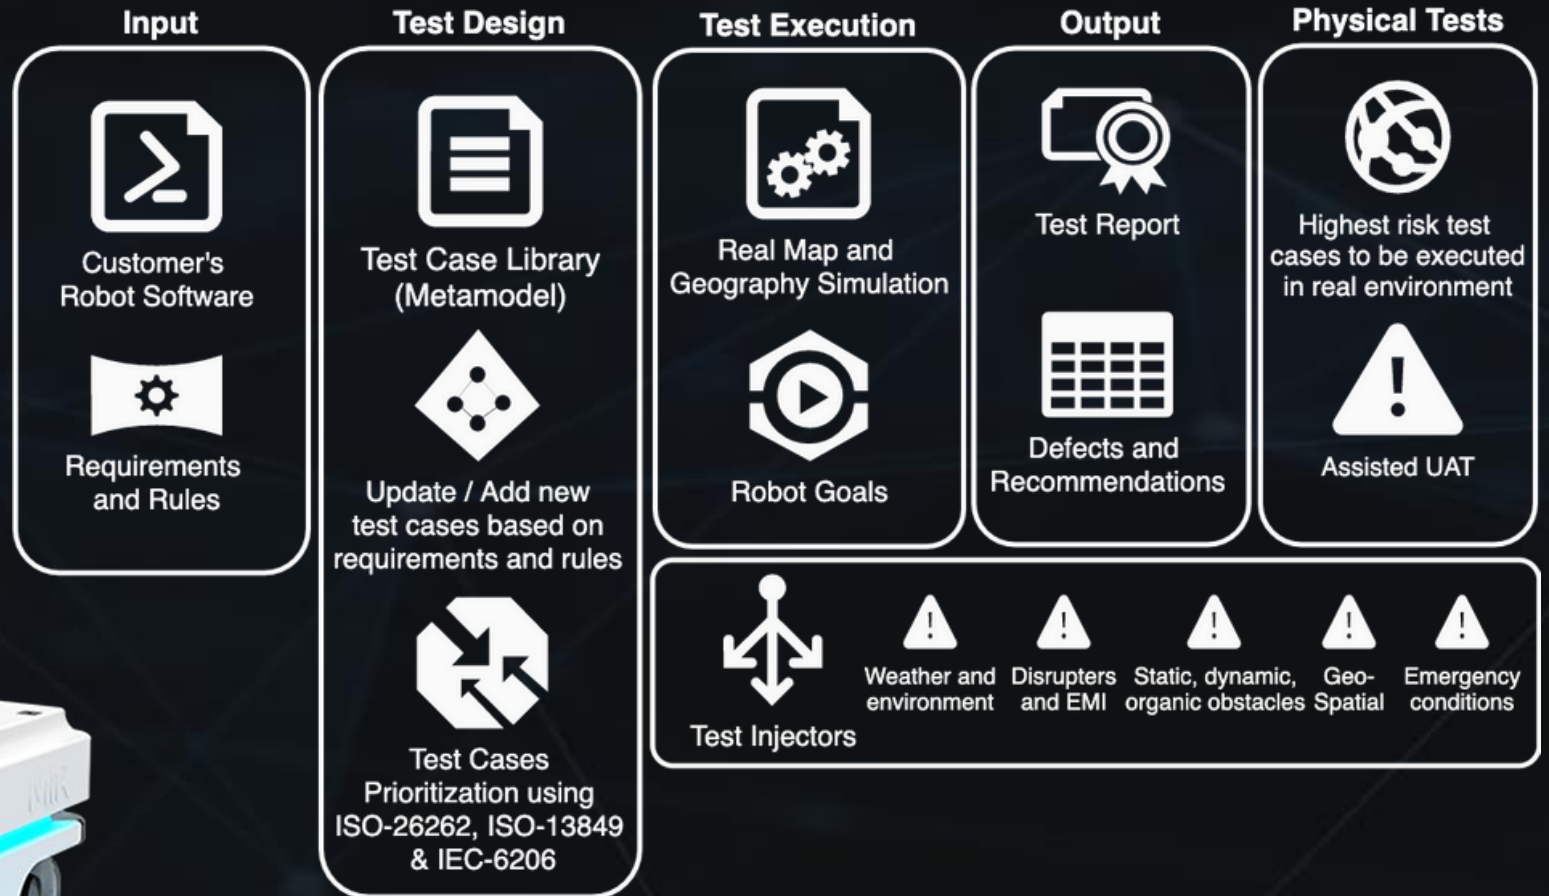 Input
Customer's
Robot Software
Requirements
and Rules
Test Design
Test Case Library
(Metamodel)
Update / Add new
test cases based on
requirements and rules
Test Cases
Prioritization using
ISO-26262, ISO-13849
& IEC-6206
Test Execution
Real Map and
Geography Simulation
Robot Goals
Output
Test Report
Defects and
Recommendations
Physical Tests
Highest risk test
cases to be executed
in real environment
Assisted UAT
Test Injectors
Weather and
environment
Disrupters
and EMI
Static, dynamic,
organic obstacles
Geo-
Spatial
Emergency
conditions
MiR